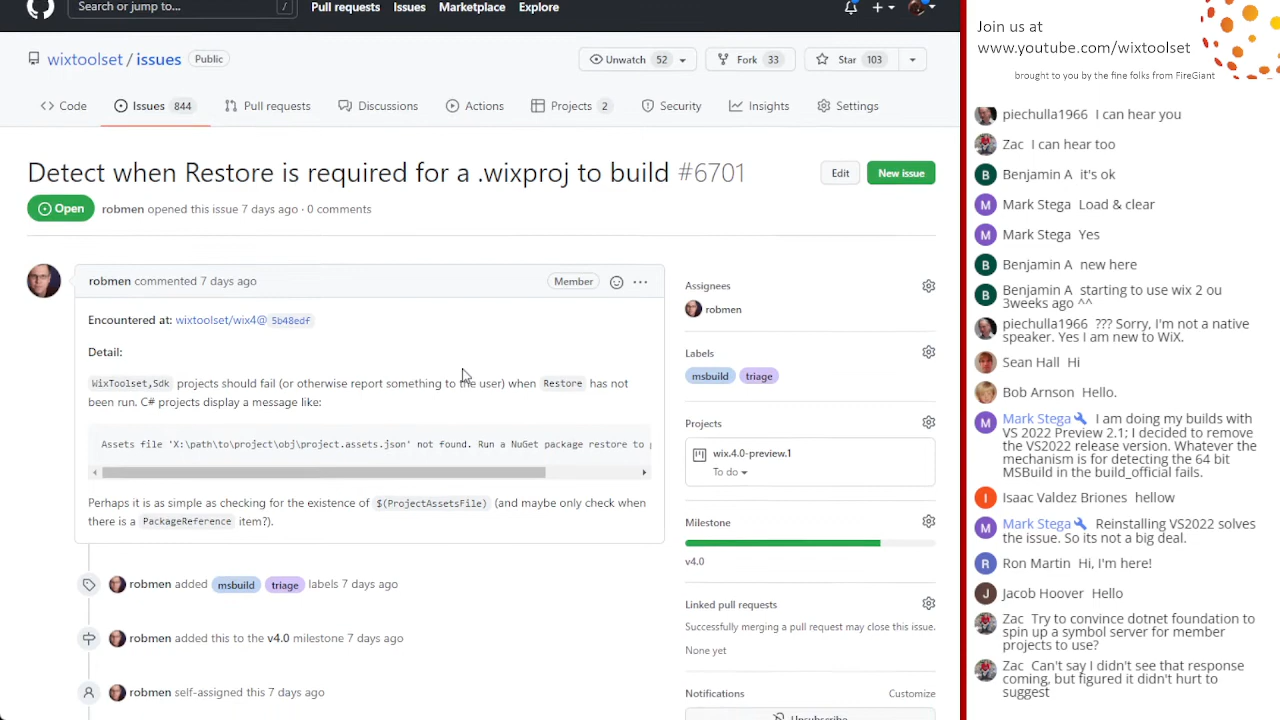 Search or jump to...
/
Pull requests
Issues
Marketplace
Explore
wixtoolset / issues
Public
Unwatch 52
Fork 33
Star 103
Code
Issues 844
Pull requests
Discussions
Actions
Projects 2
Security
Insights
Settings
Detect when Restore is required for a .wixproj to build #6701
Edit
New issue
Open
robmen opened this issue 7 days ago · 0 comments
robmen commented 7 days ago
Member
Encountered at: wixtoolset/wix4@ 5b48edf
Detail:
WixToolset,Sdk projects should fail (or otherwise report something to the user) when Restore has not
been run. C# projects display a message like:
Assets file 'X:\path\to\project\obj\project.assets.json' not found. Run a NuGet package restore to
Perhaps it is as simple as checking for the existence of $(ProjectAssetsFile) (and maybe only check when
there is a PackageReference item?).
robmen added msbuild triage labels 7 days ago
robmen added this to the v4.0 milestone 7 days ago
robmen self-assigned this 7 days ago
Assignees
robmen
Labels
msbuild triage
Projects
wix.4.0-preview.1
To do
Milestone
v4.0
Linked pull requests
Successfully merging a pull request may close this issue.
None yet
Notifications
Customize
Unsubscribe
Join us at
www.youtube.com/wixtoolset
brought to you by the fine folks from FireGiant
piechulla1966 I can hear you
Zac I can hear too
B Benjamin A it's ok
M Mark Stega Load & clear
M Mark Stega Yes
B Benjamin A new here
B Benjamin A starting to use wix 2 ou
3weeks ago ^^
piechulla1966 ??? Sorry, I'm not a native
speaker. Yes I am new to WiX.
Sean Hall Hi
Bob Arnson Hello.
M Mark Stega I am doing my builds with
VS 2022 Preview 2.1; I decided to remove
the VS2022 release version. Whatever the
mechanism is for detecting the 64 bit
MSBuild in the build_official fails.
I Isaac Valdez Briones hellow
M Mark Stega Reinstalling VS2022 solves
the issue. So its not a big deal.
R Ron Martin Hi, I'm here!
J Jacob Hoover Hello
Zac Try to convince dotnet foundation to
spin up a symbol server for member
projects to use?
Zac Can't say I didn't see that response
coming, but figured it didn't hurt to
suggest